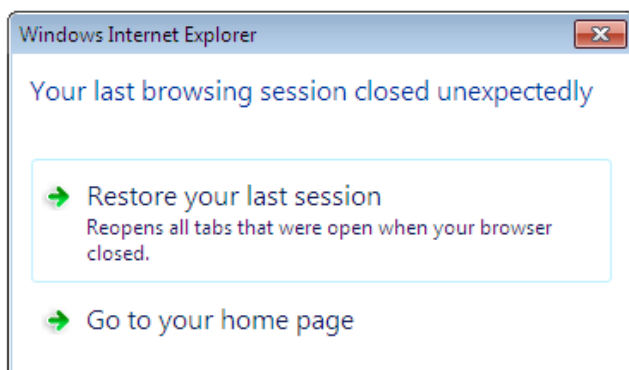 Windows Internet Explorer
Your last browsing session closed unexpectedly
Restore your last session
Reopens all tabs that were open when your browser
closed.
Go to your home page